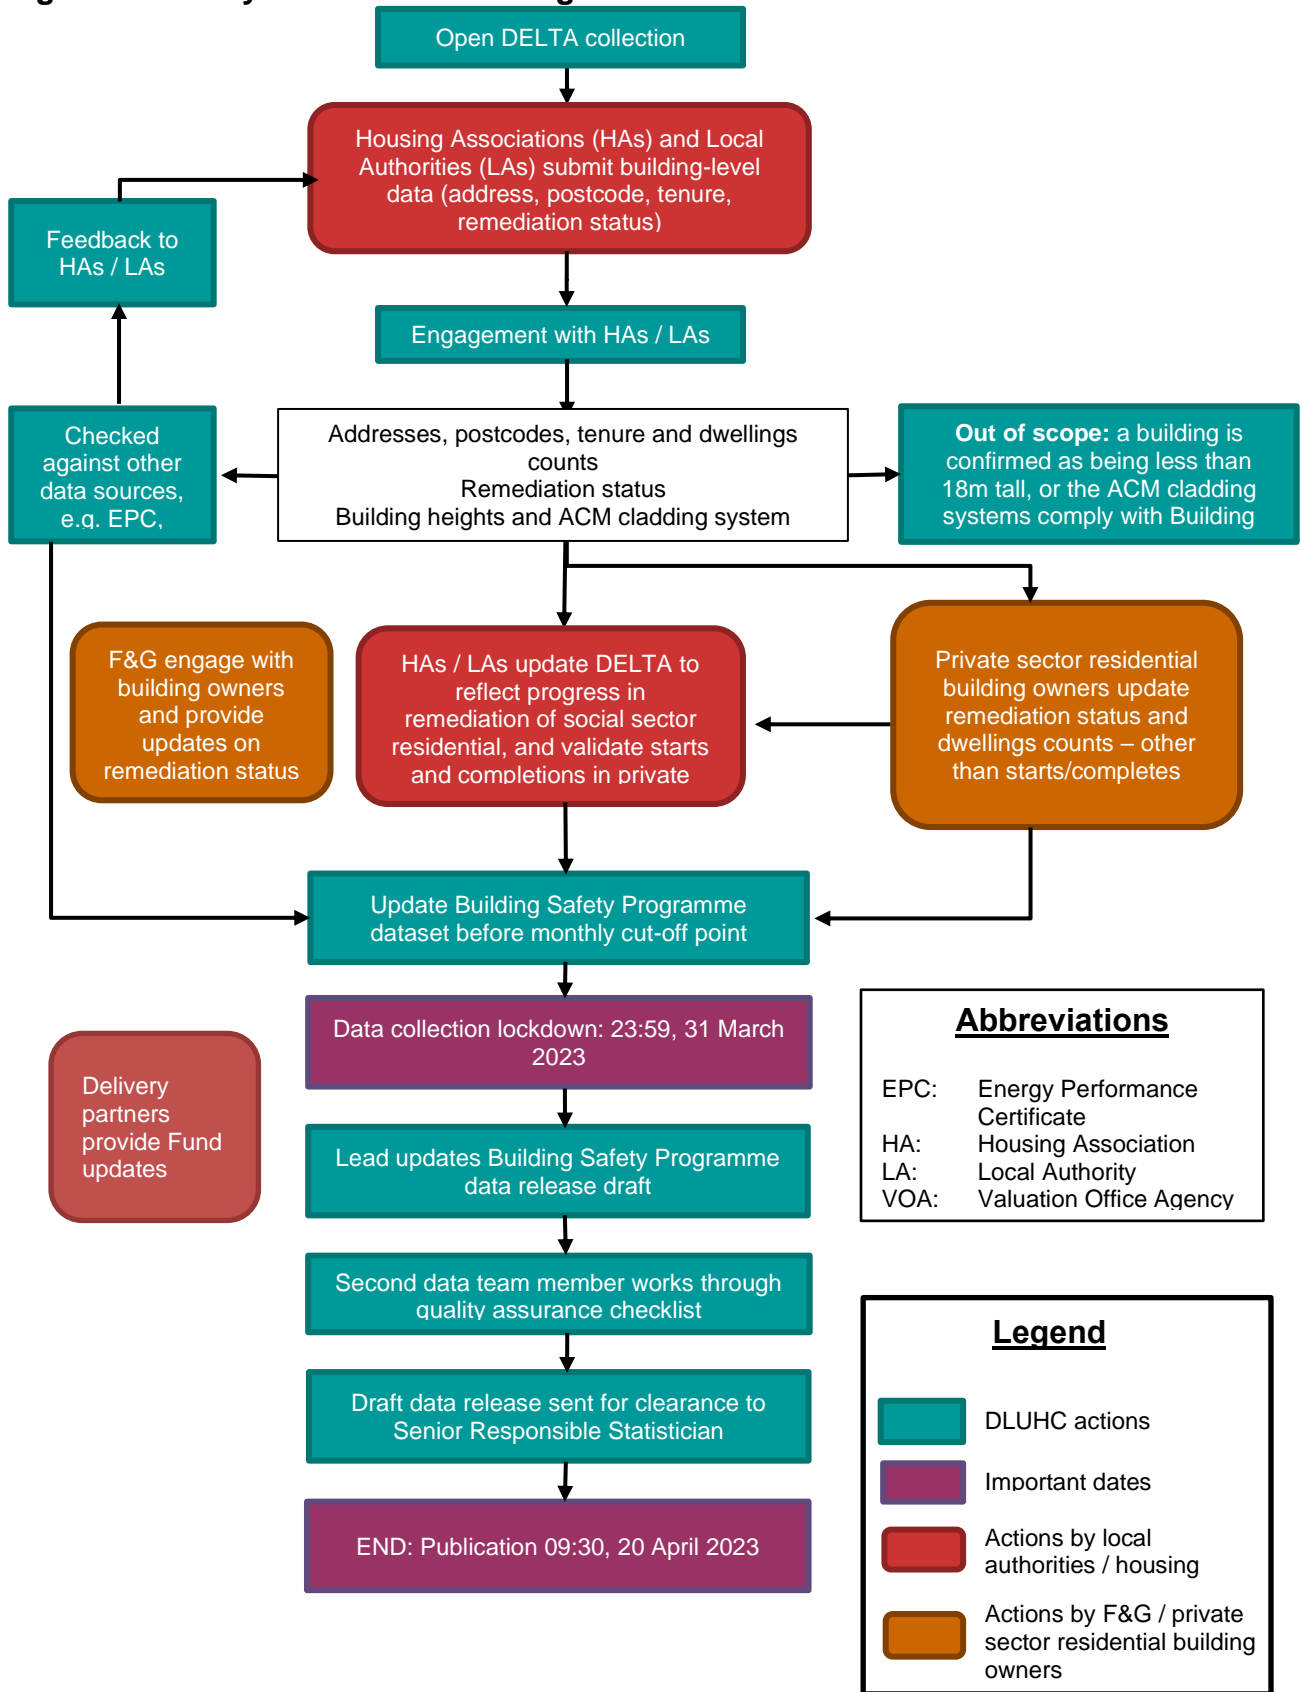 Open DELTA collection
Housing Associations (HAs) and Local
Authorities (LAs) submit building-level
data (address, postcode, tenure,
remediation status)
Feedback to
HAs / LAs
Engagement with HAs / LAs
Checked
against other
data sources,
e.g. EPC,
Addresses, postcodes, tenure and dwellings
counts
Remediation status
Building heights and ACM cladding system
Out of scope: a building is
confirmed as being less than
18m tall, or the ACM cladding
systems comply with Building
F&G engage with
building owners
and provide
updates on
remediation status
HAs / LAs update DELTA to
reflect progress in
remediation of social sector
residential, and validate starts
and completions in private
Private sector residential
building owners update
remediation status and
dwellings counts – other
than starts/completes
Update Building Safety Programme
dataset before monthly cut-off point
Data collection lockdown: 23:59, 31 March
2023
Delivery
partners
provide Fund
updates
Lead updates Building Safety Programme
data release draft
Second data team member works through
quality assurance checklist
Draft data release sent for clearance to
Senior Responsible Statistician
END: Publication 09:30, 20 April 2023
Abbreviations
EPC: Energy Performance
Certificate
HA: Housing Association
LA: Local Authority
VOA: Valuation Office Agency
Legend
DLUHC actions
Important dates
Actions by local
authorities / housing
Actions by F&G / private
sector residential building
owners